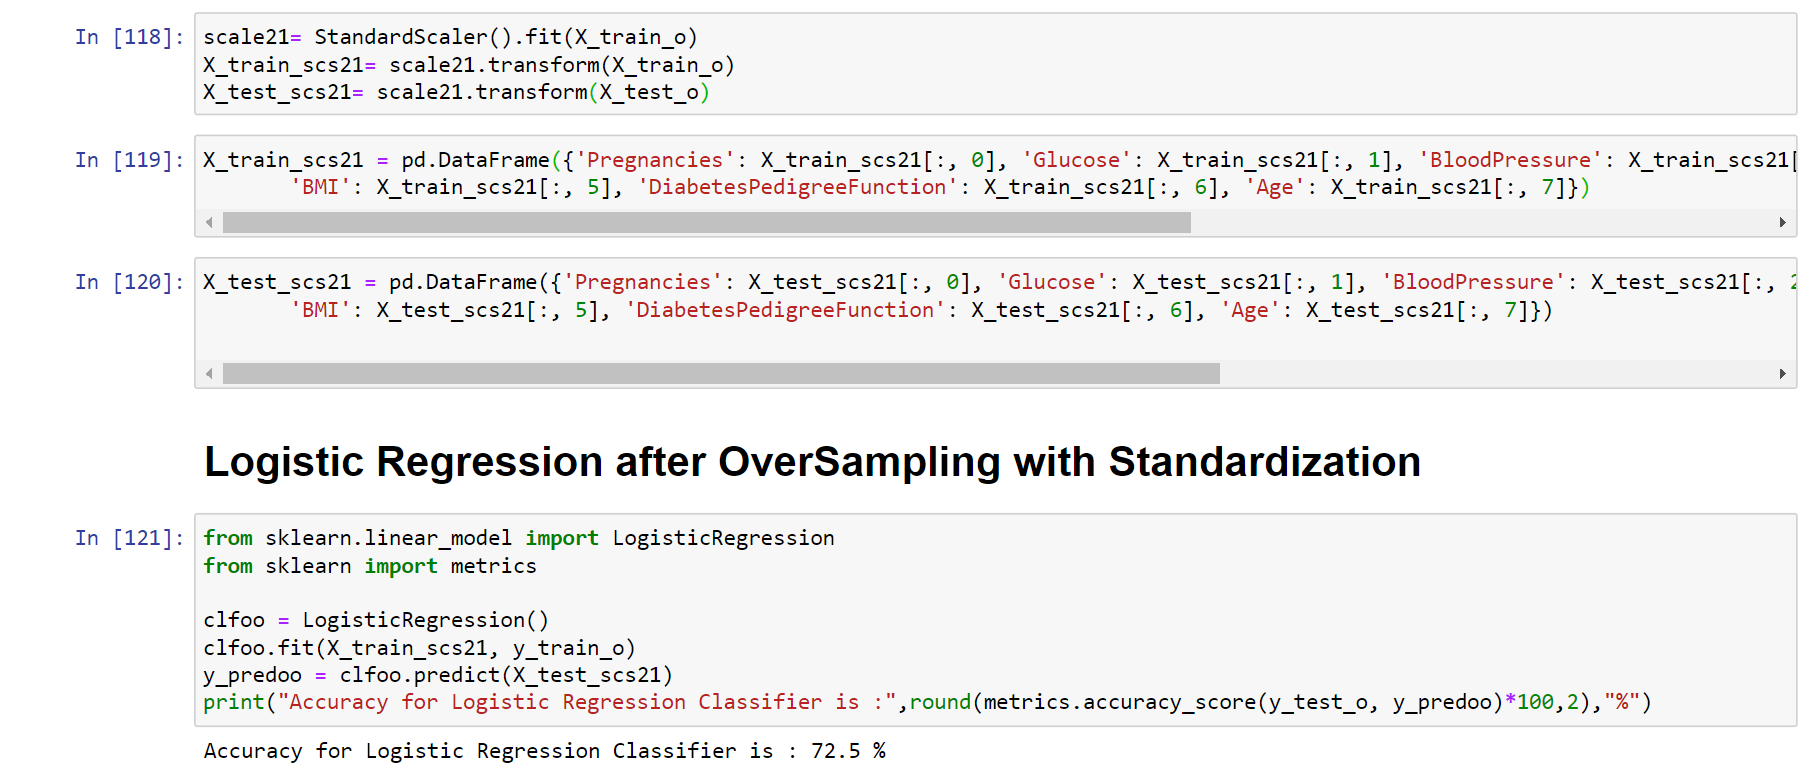 In [118]: scale21= StandardScaler().fit(X_train_o)
X_train_scs21= scale21.transform(X_train_o)
X_test_scs21= scale21.transform(X_test_o)
In [119]: X_train_scs21 = pd.DataFrame({'Pregnancies': X_train_scs21[:, 0], 'Glucose': X_train_scs21[:, 1], 'BloodPressure': X_train_scs21[
'BMI': X_train_scs21[:, 5], 'DiabetesPedigreeFunction': X_train_scs21[:, 6], 'Age': X_train_scs21[:, 7]})
In [120]: X_test_scs21 = pd.DataFrame({'Pregnancies': X_test_scs21[:, 0], 'Glucose': X_test_scs21[:, 1], 'BloodPressure': X_test_scs21[:, 2
'BMI': X_test_scs21[:, 5], 'DiabetesPedigreeFunction': X_test_scs21[:, 6], 'Age': X_test_scs21[:, 7]})
Logistic Regression after OverSampling with Standardization
In [121]: from sklearn.linear_model import LogisticRegression
from sklearn import metrics
clfoo = LogisticRegression()
clfoo.fit(X_train_scs21, y_train_o)
y_predoo = clfoo.predict(X_test_scs21)
print("Accuracy for Logistic Regression Classifier is :",round(metrics.accuracy_score(y_test_o, y_predoo)*100,2),"%")
Accuracy for Logistic Regression Classifier is : 72.5 %